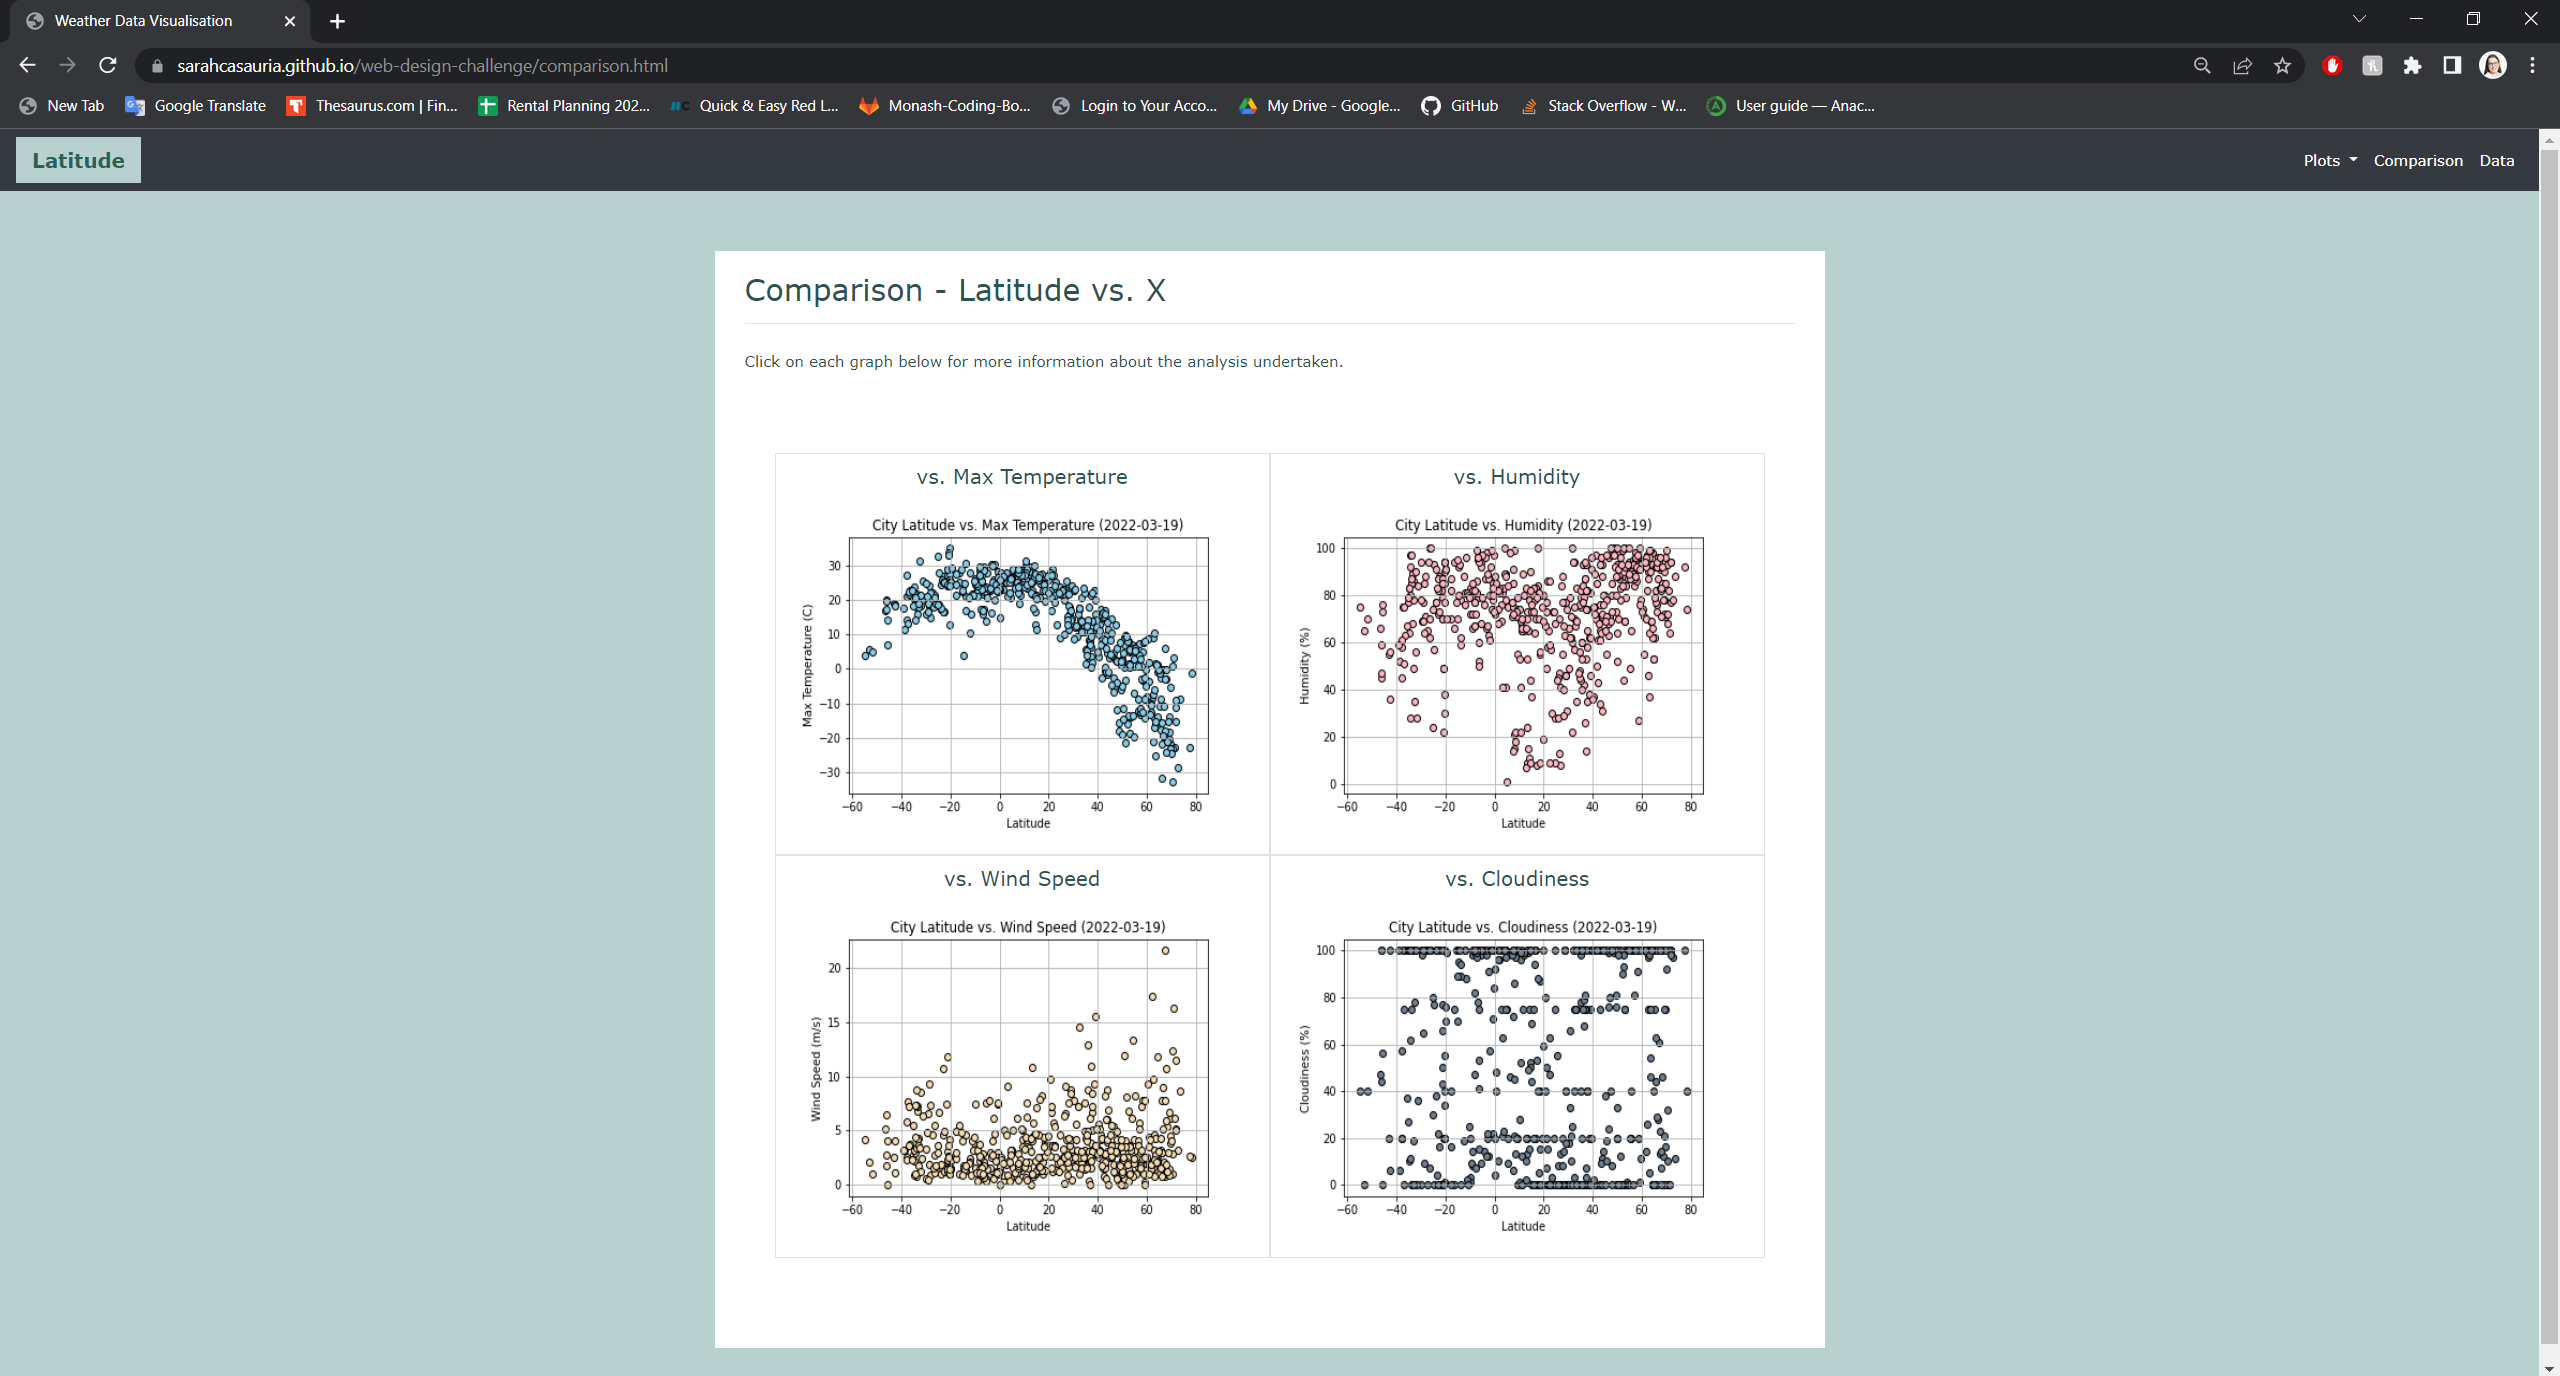 Weather Data Visualisation
sarahcasauria.github.io/web-design-challenge/comparison.html
New Tab Google Translate Thesaurus.com | Fin... Rental Planning 202... Quick & Easy Red L... Monash-Coding-Bo... Login to Your Acco... My Drive - Google... GitHub Stack Overflow - W... User guide — Anac...
Latitude Plots Comparison Data
Comparison - Latitude vs. X
Click on each graph below for more information about the analysis undertaken.
vs. Max Temperature
City Latitude vs. Max Temperature (2022-03-19)
Max Temperature (C)
30
20
10
0
−10
−20
−30
−60 −40 −20 0 20 40 60 80
Latitude
vs. Humidity
City Latitude vs. Humidity (2022-03-19)
Humidity (%)
100
80
60
40
20
0
−60 −40 −20 0 20 40 60 80
Latitude
vs. Wind Speed
City Latitude vs. Wind Speed (2022-03-19)
Wind Speed (m/s)
20
15
10
5
0
−60 −40 −20 0 20 40 60 80
Latitude
vs. Cloudiness
City Latitude vs. Cloudiness (2022-03-19)
Cloudiness (%)
100
80
60
40
20
0
−60 −40 −20 0 20 40 60 80
Latitude